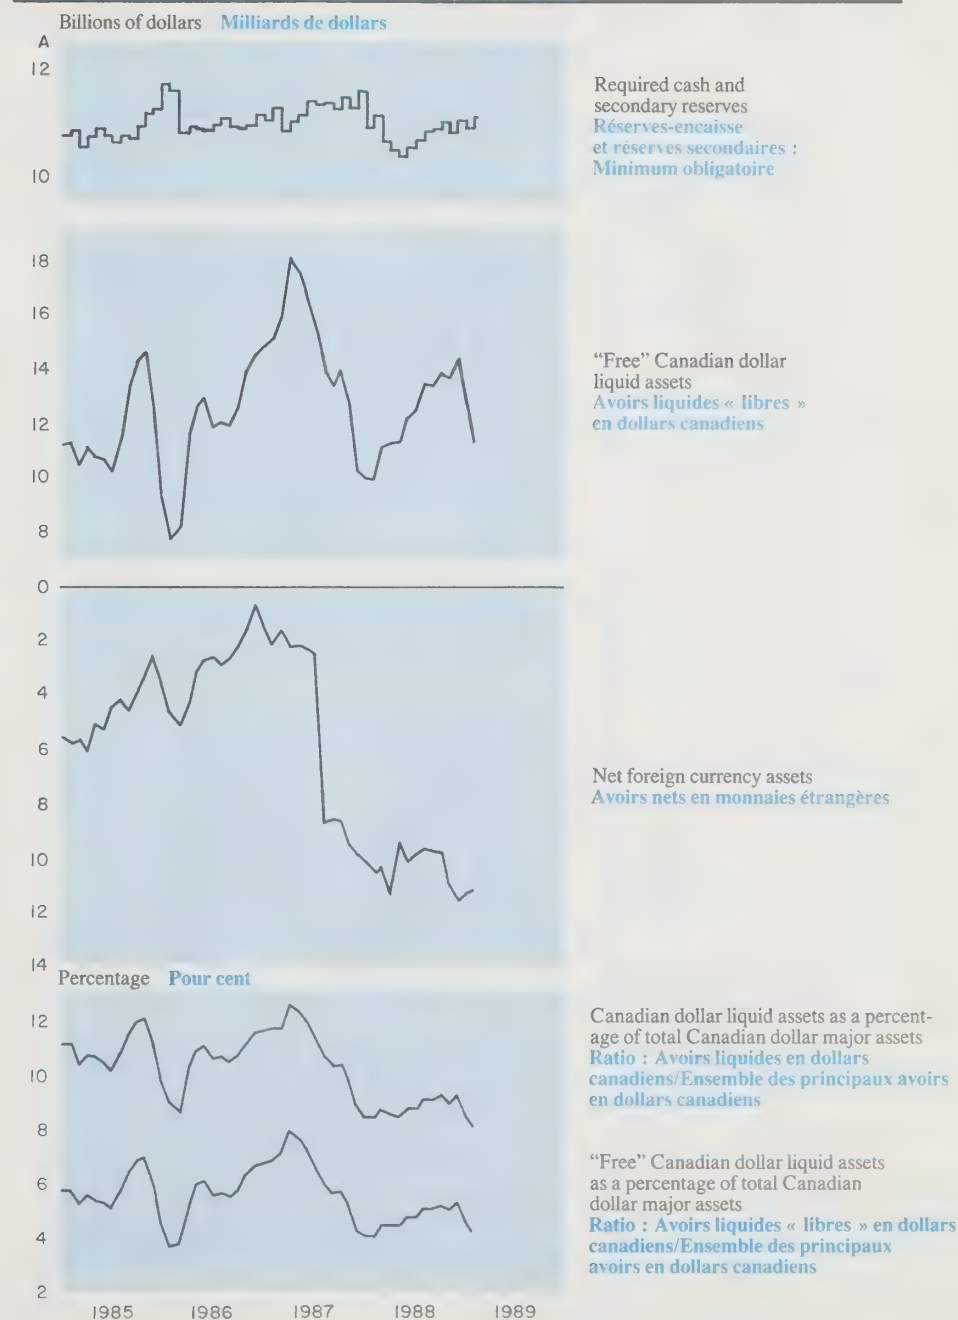 Billions of dollars Milliards de dollars
A
12
10
Required cash and
secondary reserves
Réserves-encaisse
et réserves secondaires :
Minimum obligatoire
18
16
14
12
10
8
"Free" Canadian dollar
liquid assets
Avoirs liquides « libres »
en dollars canadiens
0
2
4
6
8
10
12
14
Net foreign currency assets
Avoirs nets en monnaies étrangères
Percentage Pour cent
12
10
8
6
4
2
Canadian dollar liquid assets as a percent-
age of total Canadian dollar major assets
Ratio : Avoirs liquides en dollars
canadiens/Ensemble des principaux avoirs
en dollars canadiens
"Free" Canadian dollar liquid assets
as a percentage of total Canadian
dollar major assets
Ratio : Avoirs liquides « libres » en dollars
canadiens/Ensemble des principaux
avoirs en dollars canadiens
1985 1986 1987 1988 1989